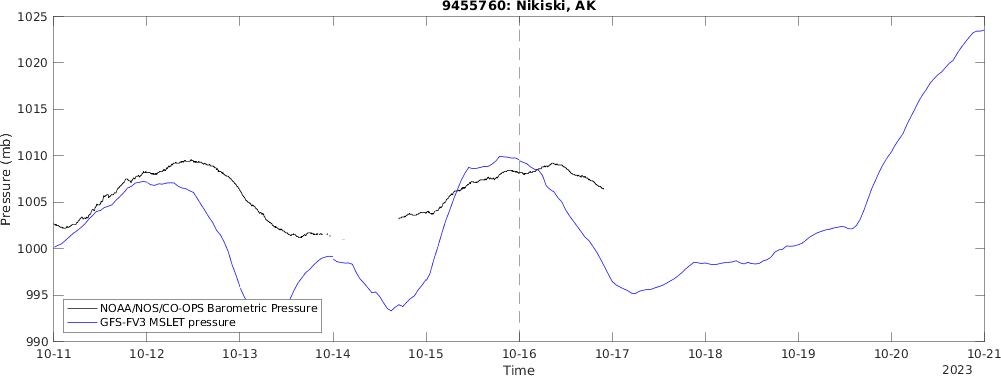 9455760: Nikiski, AK
1025
1020
1015
1010
1005
1000
995
990
Pressure (mb)
NOAA/NOS/CO-OPS Barometric Pressure
GFS-FV3 MSLET pressure
10-11 10-12 10-13 10-14 10-15 10-16 10-17 10-18 10-19 10-20 10-21
Time
2023